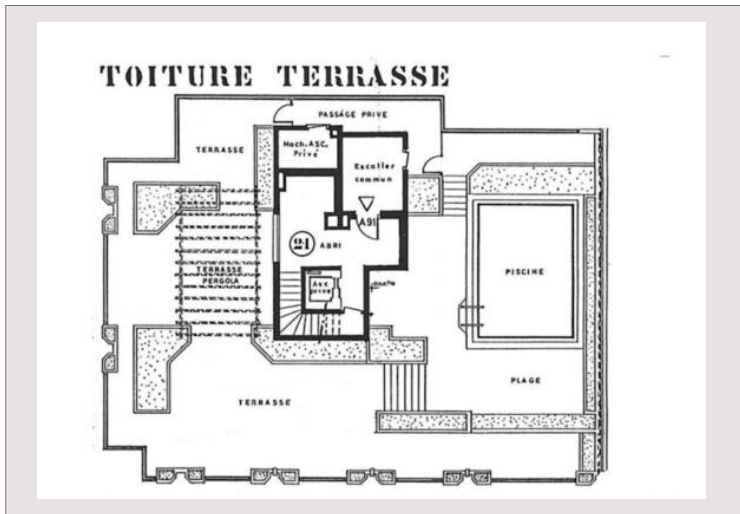 TOITURE TERRASSE
PASSAGE PRIVE
TERRASSE
Mach. ASC.
Privé
Escalier
commun
A91
21
ABRI
TERRASSE
PERGOLA
Asc
privé
douche
PISCINE
PLAGE
TERRASSE